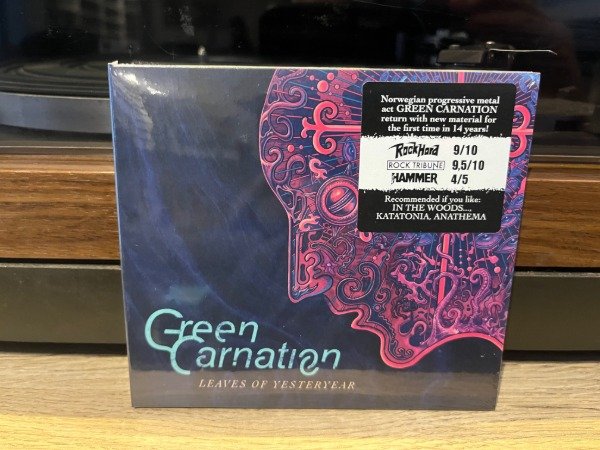 Norwegian progressive metal
act GREEN CARNATION
return with new material for
the first time in 14 years!
RockHard 9/10
ROCK TRIBUNE 9,5/10
HAMMER 4/5
Recommended if you like:
IN THE WOODS...,
KATATONIA, ANATHEMA
Green
Carnation
LEAVES OF YESTERYEAR